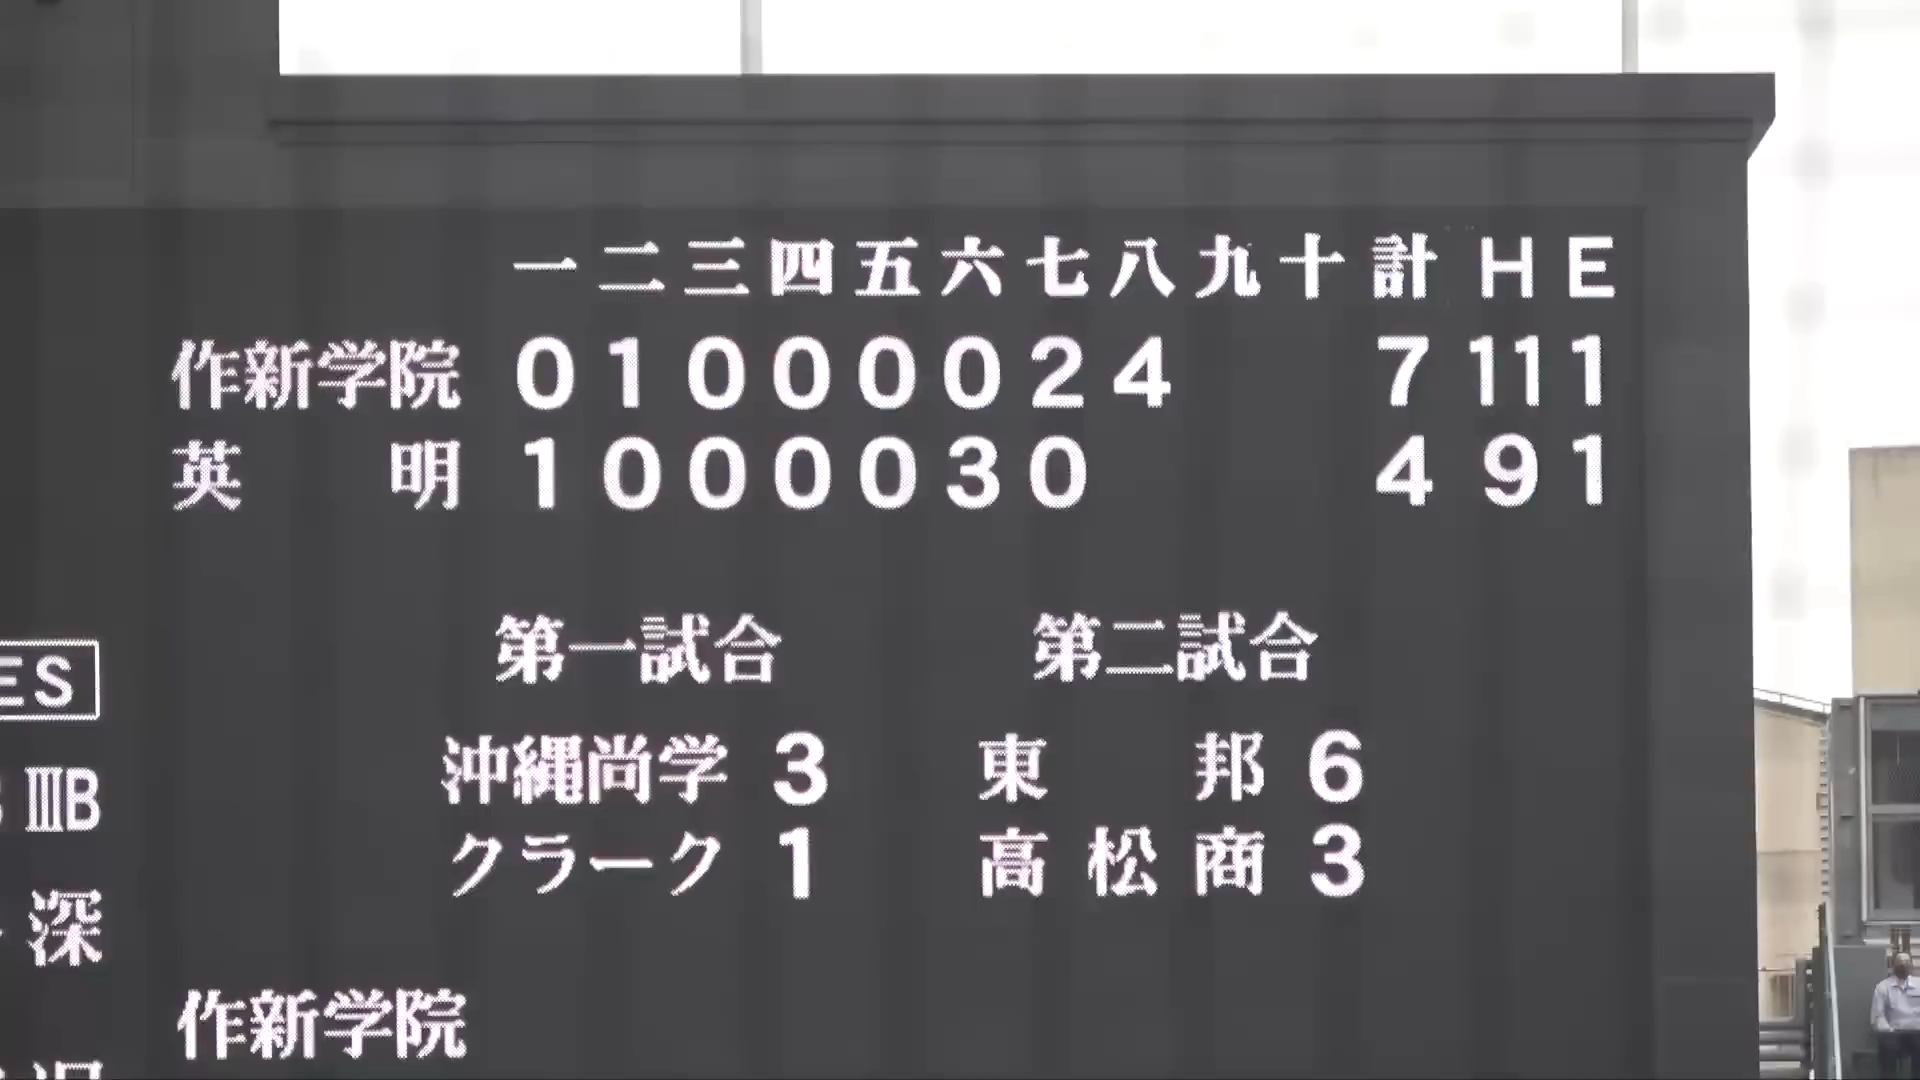 一 二 三 四 五 六 七 八 九 十 計 H E
作新学院 0 1 0 0 0 0 2 4 7 11 1
英 明 1 0 0 0 0 3 0 4 9 1
第一試合 第二試合
ES
沖縄尚学 3 東 邦 6
ⅢB
クラーク 1 高 松 商 3
深
作新学院